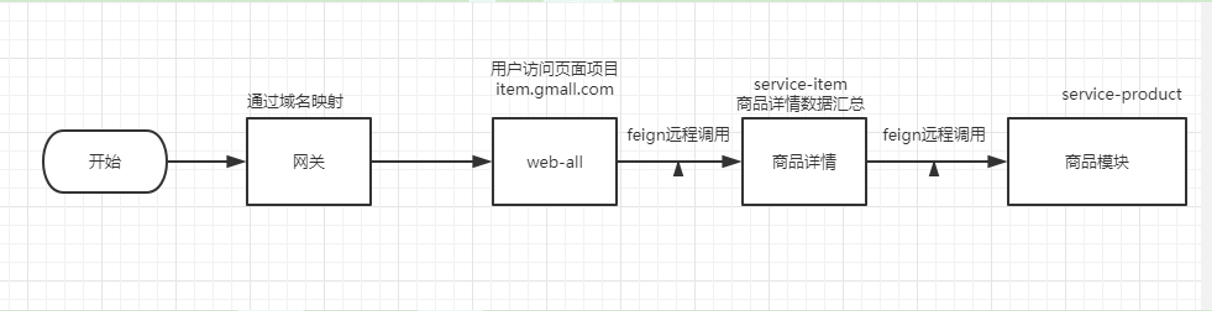 开始
通过域名映射
网关
用户访问页面项目
item.gmall.com
web-all
feign远程调用
service-item
商品详情数据汇总
商品详情
feign远程调用
service-product
商品模块